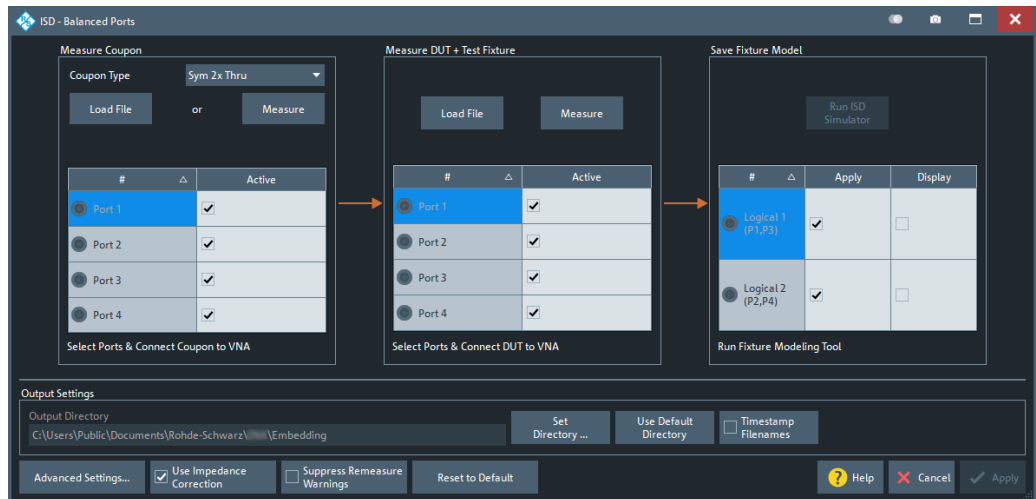 ISD - Balanced Ports
Measure Coupon
Coupon Type
Sym 2x Thru
Load File
or
Measure
#
Active
Port 1
Port 2
Port 3
Port 4
Select Ports & Connect Coupon to VNA
Measure DUT + Test Fixture
Load File
Measure
#
Active
Port 1
Port 2
Port 3
Port 4
Select Ports & Connect DUT to VNA
Save Fixture Model
Run ISD
Simulator
#
Apply
Display
Logical 1
(P1,P3)
Logical 2
(P2,P4)
Run Fixture Modeling Tool
Output Settings
Output Directory
C:\Users\Public\Documents\Rohde-Schwarz\ \Embedding
Set
Directory ...
Use Default
Directory
Timestamp
Filenames
Advanced Settings...
Use Impedance
Correction
Suppress Remeasure
Warnings
Reset to Default
? Help
Cancel
Apply